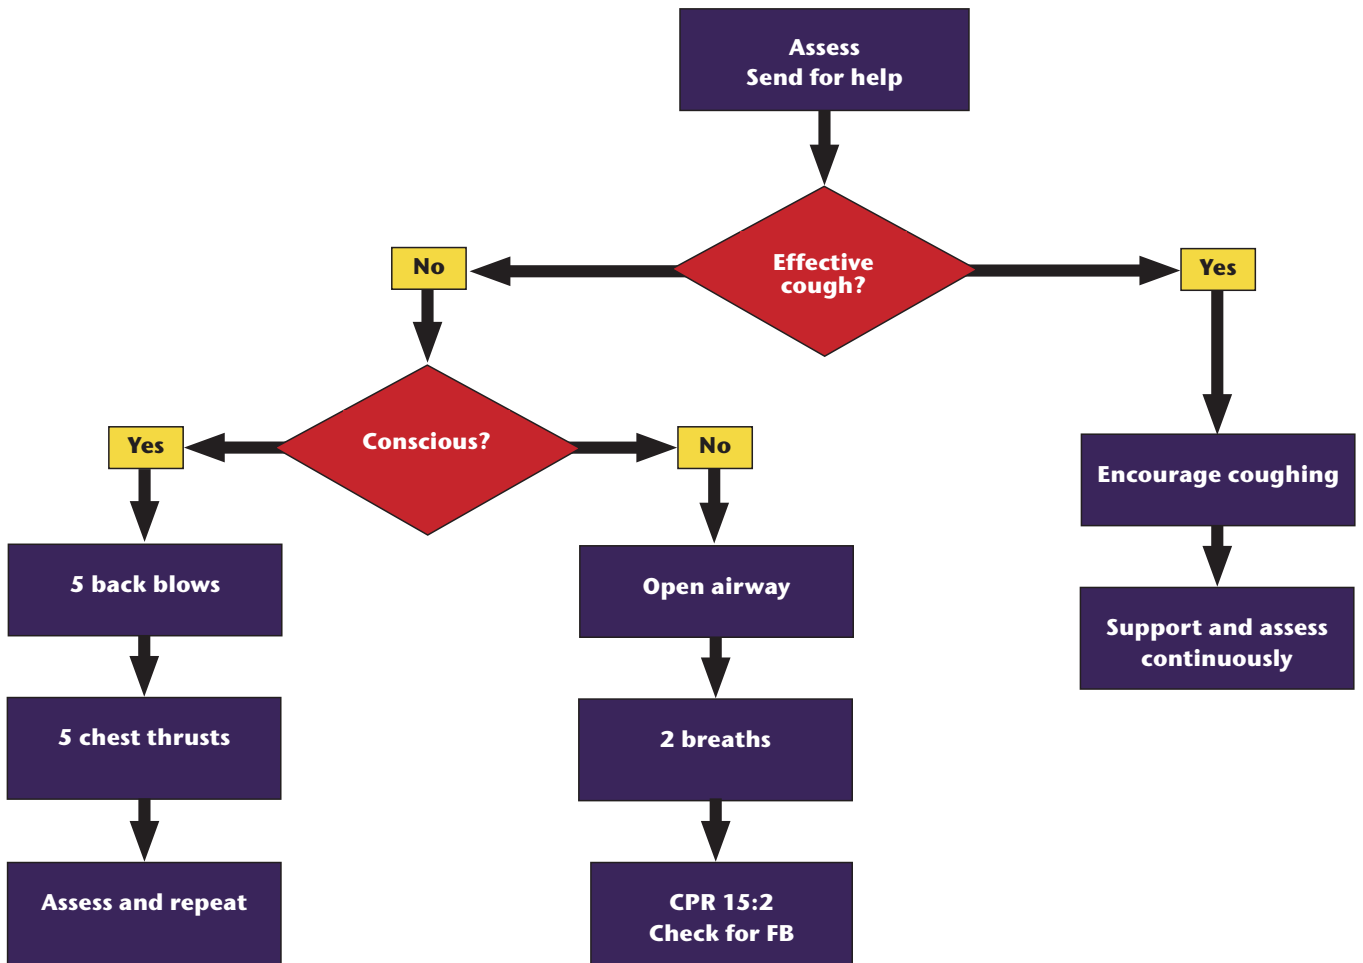 Assess
Send for help
Effective
cough?
No
Yes
Conscious?
Yes
No
Encourage coughing
5 back blows
Open airway
Support and assess
continuously
5 chest thrusts
2 breaths
Assess and repeat
CPR 15:2
Check for FB